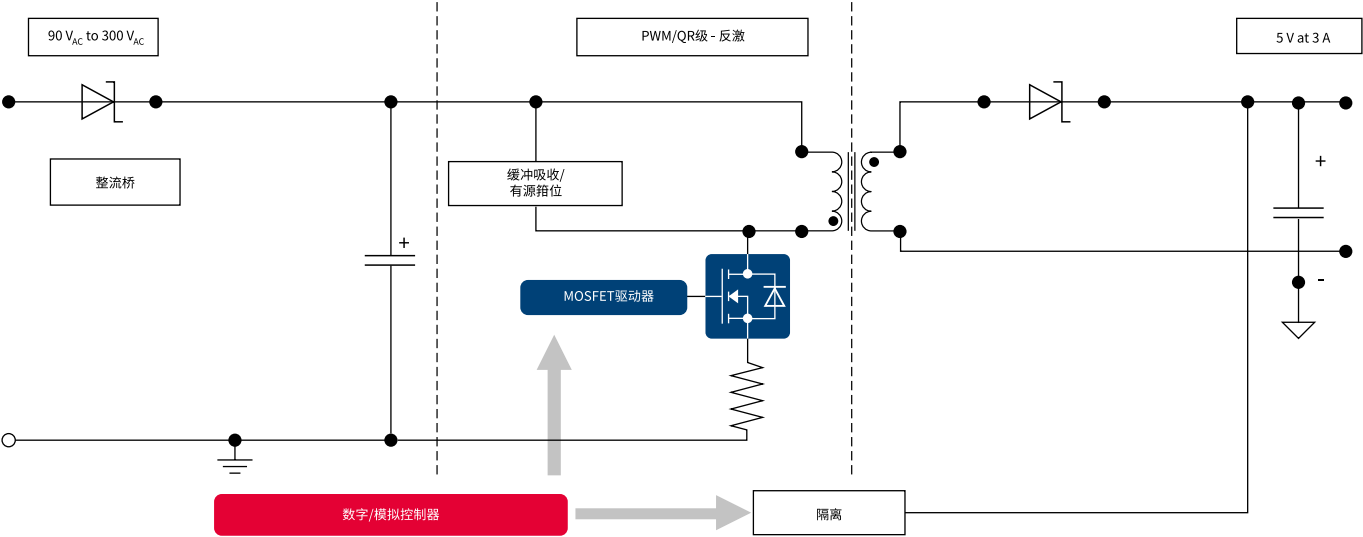 90 VAC to 300 VAC
PWM/QR级 - 反激
5 V at 3 A
整流桥
缓冲吸收/
有源箝位
+
+
MOSFET驱动器
-
数字/模拟控制器
隔离